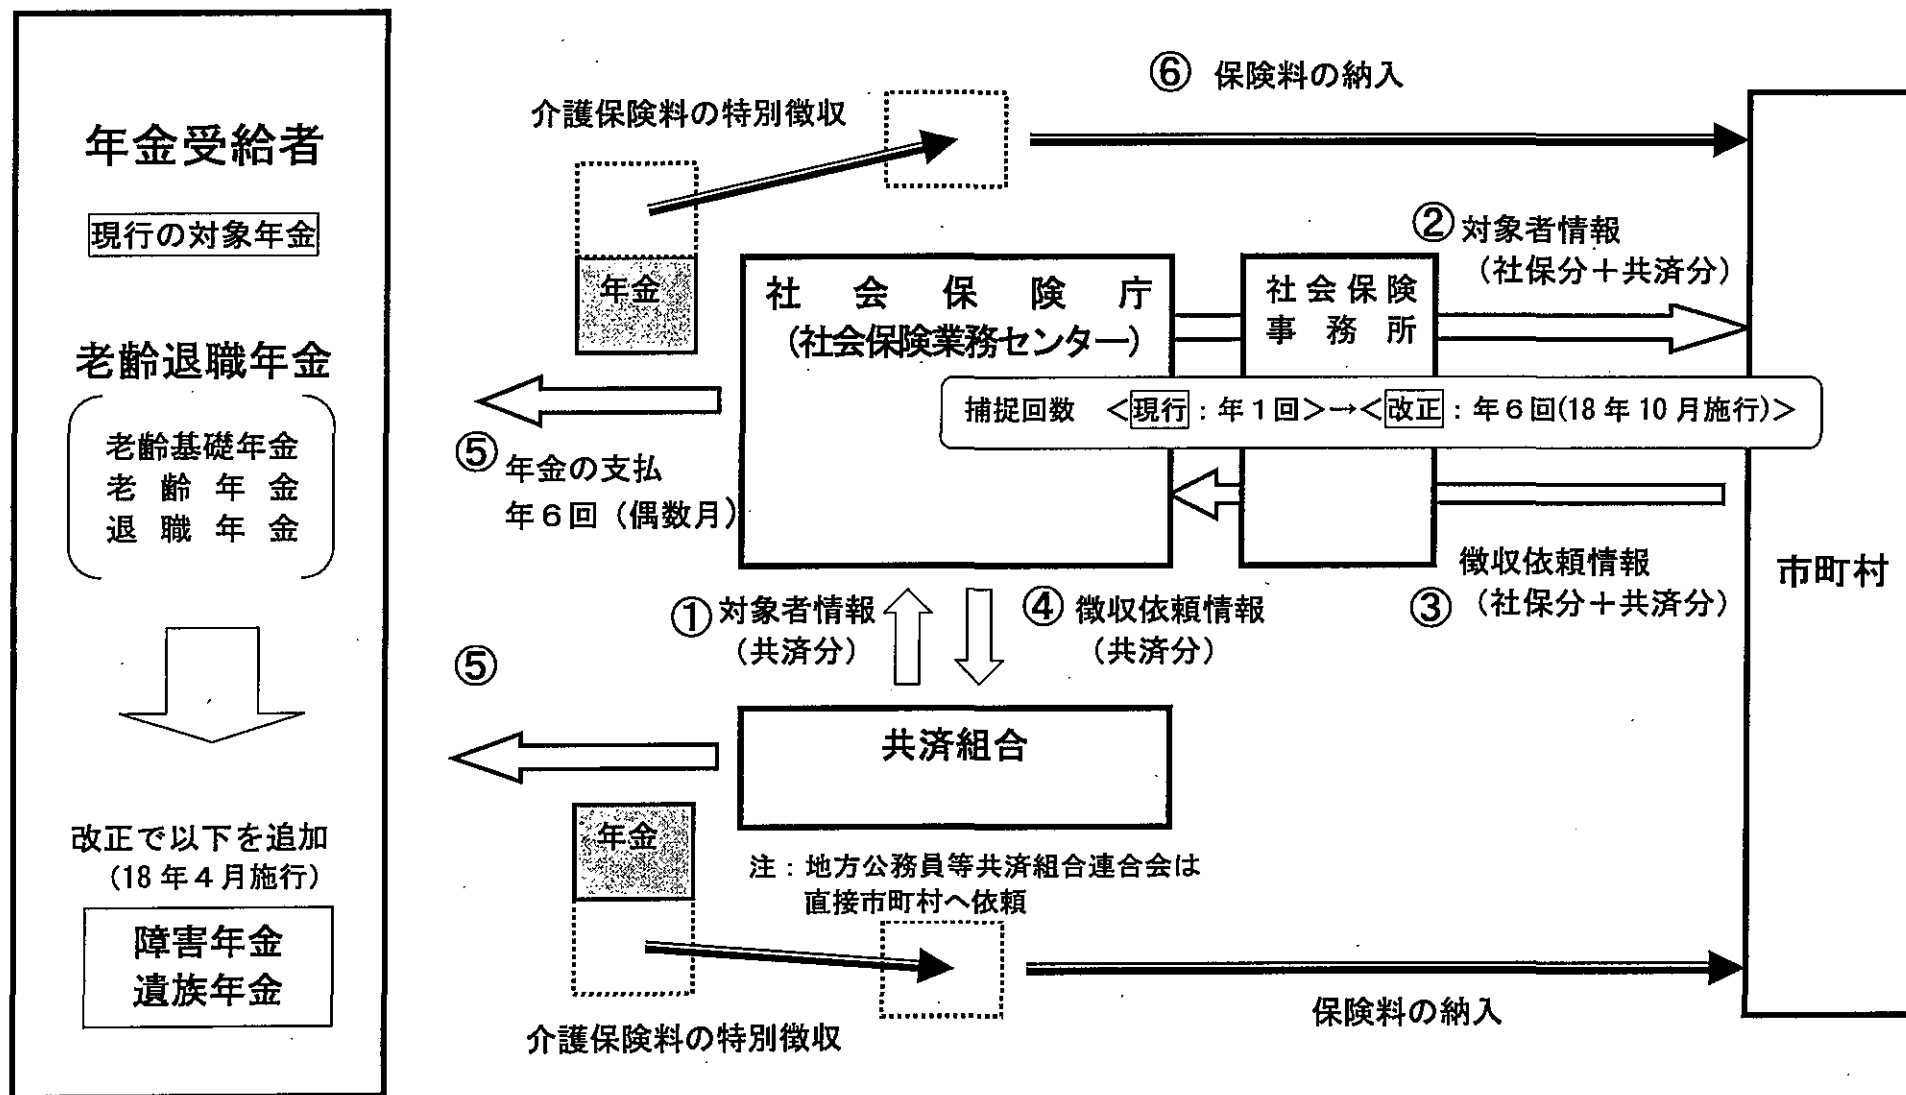 年金受給者
現行の対象年金
老齢退職年金
老齢基礎年金
老齢年金
退職年金
改正で以下を追加
(18年4月施行)
障害年金
遺族年金
介護保険料の特別徴収
⑥ 保険料の納入
年金
社会保険庁
(社会保険業務センター)
社会保険
事務所
② 対象者情報
(社保分+共済分)
捕捉回数 <現行:年1回>→<改正:年6回(18年10月施行)>
⑤ 年金の支払
年6回(偶数月)
① 対象者情報
(共済分)
④ 徴収依頼情報
(共済分)
③ 徴収依頼情報
(社保分+共済分)
市町村
⑤
共済組合
年金
注:地方公務員等共済組合連合会は
直接市町村へ依頼
介護保険料の特別徴収
保険料の納入